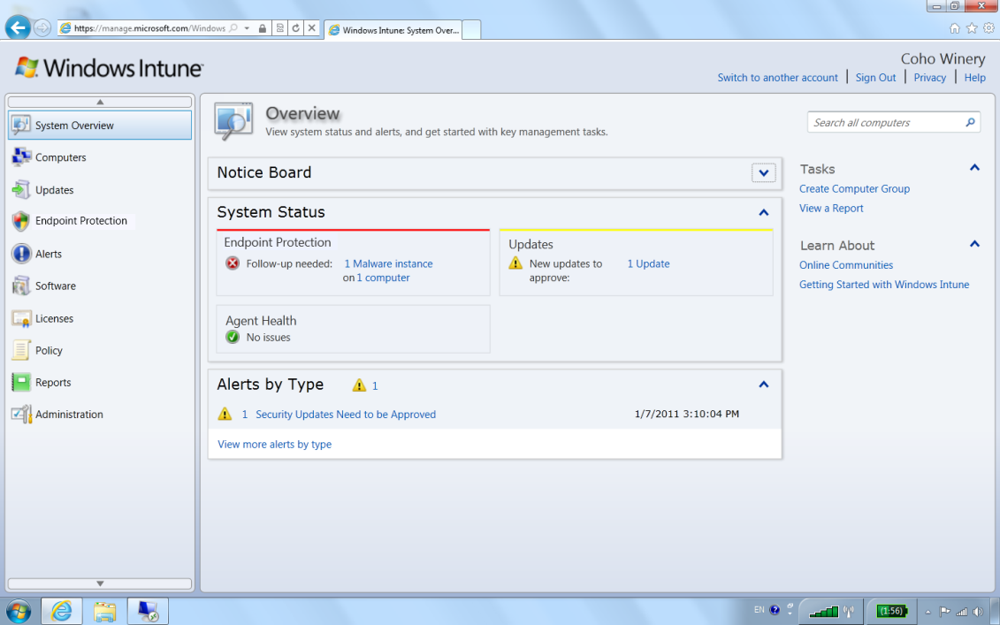 https://manage.microsoft.com/Windows
Windows Intune: System Over...
Windows Intune
Coho Winery
Switch to another account | Sign Out | Privacy | Help
System Overview
Computers
Updates
Endpoint Protection
Alerts
Software
Licenses
Policy
Reports
Administration
Overview
View system status and alerts, and get started with key management tasks.
Notice Board
System Status
Endpoint Protection
Follow-up needed: 1 Malware instance
on 1 computer
Updates
New updates to 1 Update
approve:
Agent Health
No issues
Alerts by Type 1
1 Security Updates Need to be Approved 1/7/2011 3:10:04 PM
View more alerts by type
Search all computers
Tasks
Create Computer Group
View a Report
Learn About
Online Communities
Getting Started with Windows Intune
EN
(1:56)